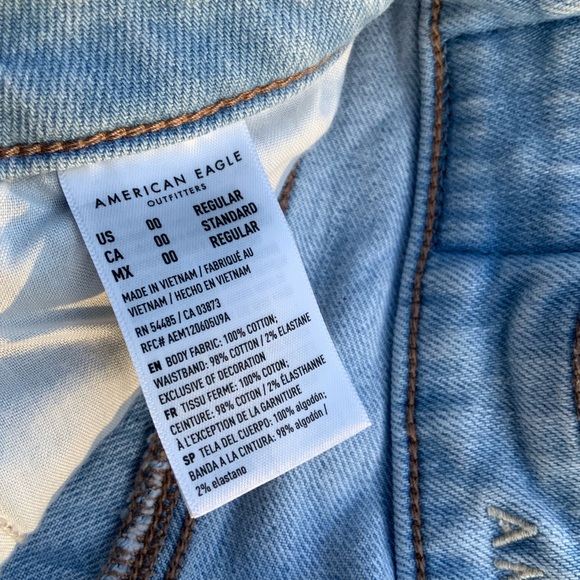 AMERICAN EAGLE
OUTFITTERS
US 00 REGULAR
CA 00 STANDARD
MX 00 REGULAR
MADE IN VIETNAM / FABRIQUÉ AU
VIETNAM / HECHO EN VIETNAM
RN 54485 / CA 03873
RFC# AEM120605U9A
EN BODY FABRIC: 100% COTTON;
WAISTBAND: 98% COTTON / 2% ELASTANE
EXCLUSIVE OF DECORATION
FR TISSU FERME: 100% COTON;
CEINTURE: 98% COTON / 2% ÉLASTHANNE
À L'EXCEPTION DE LA GARNITURE
SP TELA DEL CUERPO: 100% algodón;
BANDA A LA CINTURA: 98% algodón /
2% elastano